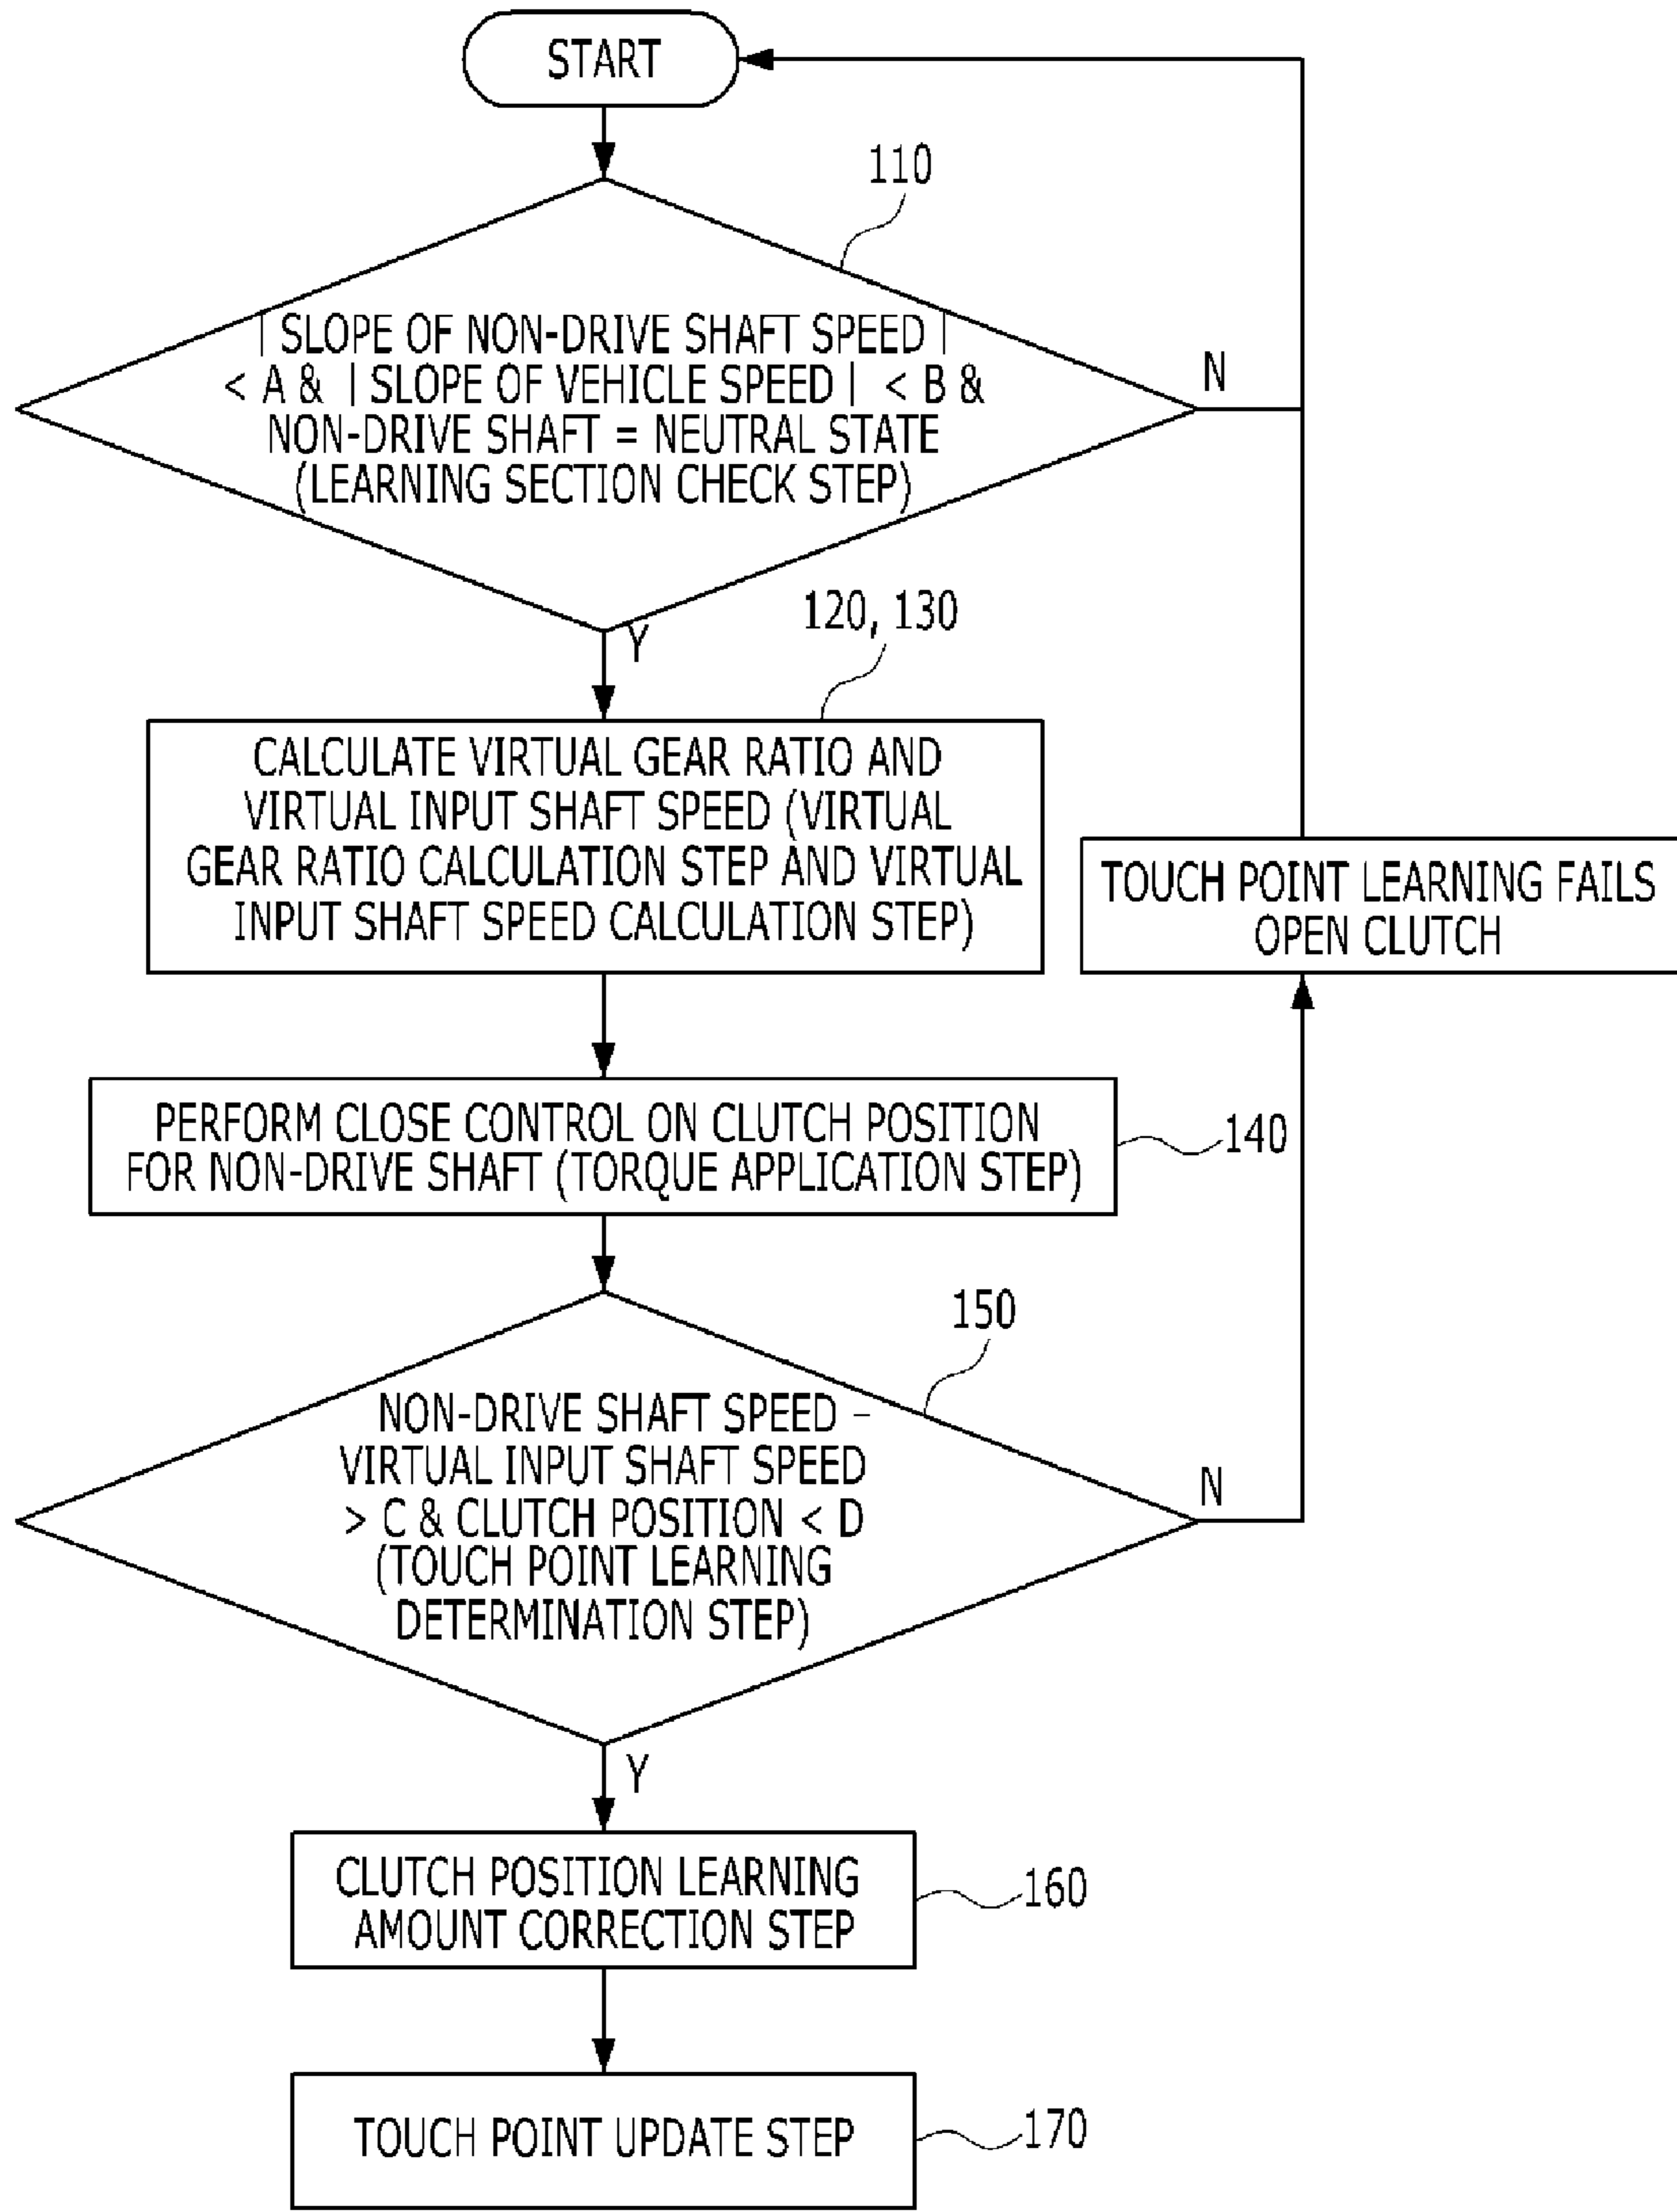 START
110
| SLOPE OF NON-DRIVE SHAFT SPEED |
< A & | SLOPE OF VEHICLE SPEED | < B &
NON-DRIVE SHAFT = NEUTRAL STATE
(LEARNING SECTION CHECK STEP)
N
Y
120, 130
CALCULATE VIRTUAL GEAR RATIO AND
VIRTUAL INPUT SHAFT SPEED (VIRTUAL
GEAR RATIO CALCULATION STEP AND VIRTUAL
INPUT SHAFT SPEED CALCULATION STEP)
TOUCH POINT LEARNING FAILS
OPEN CLUTCH
PERFORM CLOSE CONTROL ON CLUTCH POSITION
FOR NON-DRIVE SHAFT (TORQUE APPLICATION STEP)
140
150
NON-DRIVE SHAFT SPEED –
VIRTUAL INPUT SHAFT SPEED
> C & CLUTCH POSITION < D
(TOUCH POINT LEARNING
DETERMINATION STEP)
N
Y
CLUTCH POSITION LEARNING
AMOUNT CORRECTION STEP
160
TOUCH POINT UPDATE STEP
170